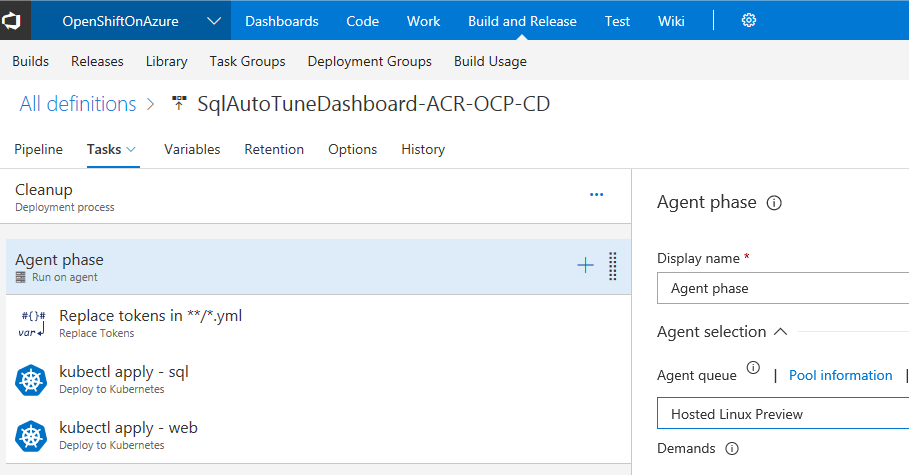 OpenShiftOnAzure Dashboards Code Work Build and Release Test Wiki
Builds Releases Library Task Groups Deployment Groups Build Usage
All definitions > SqlAutoTuneDashboard-ACR-OCP-CD
Pipeline Tasks Variables Retention Options History
Cleanup
Deployment process
...
Agent phase
Run on agent
#{}#
var
Replace tokens in **/*.yml
Replace Tokens
kubectl apply - sql
Deploy to Kubernetes
kubectl apply - web
Deploy to Kubernetes
Agent phase
Display name *
Agent phase
Agent selection
Agent queue | Pool information |
Hosted Linux Preview
Demands